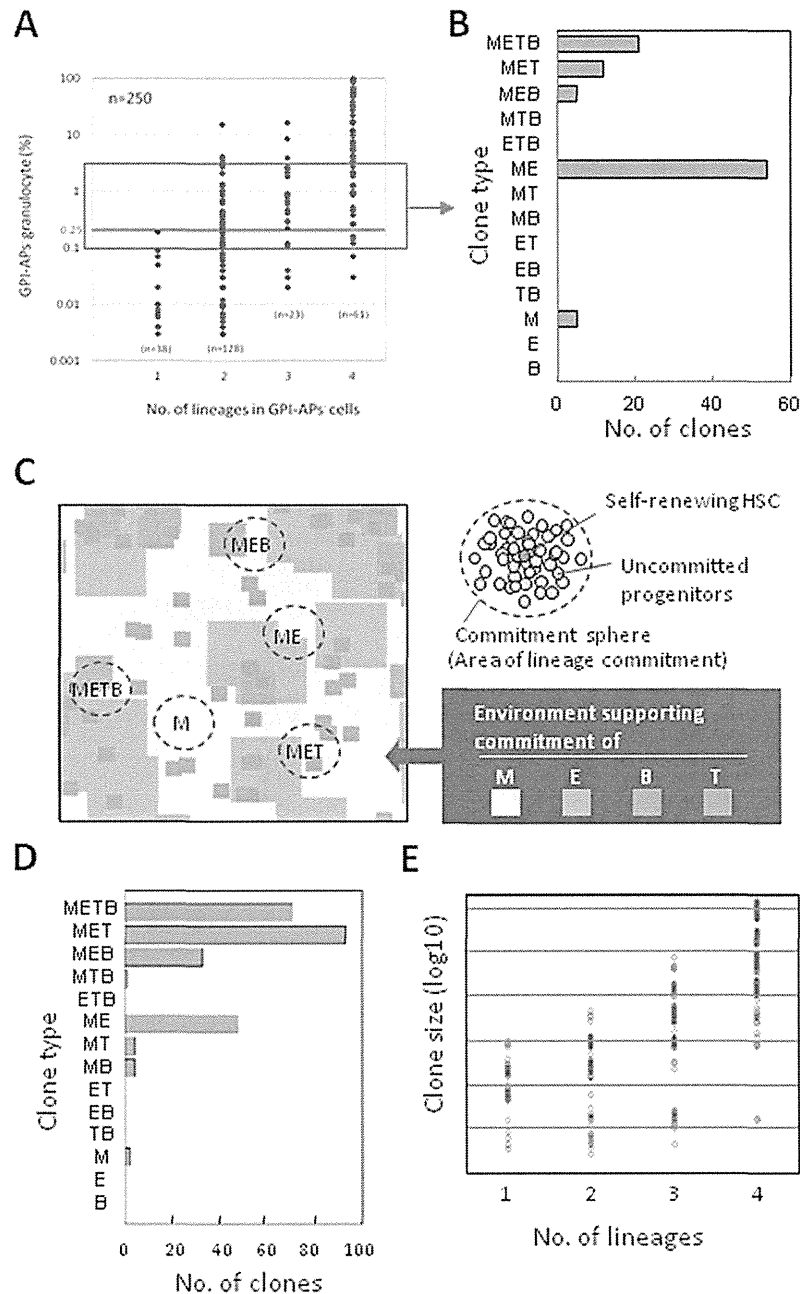 A
n=250
GPI-APs granulocyte (%)
100
10
1
0.25
0.1
0.01
0.001
(n=38)
(n=128)
(n=23)
(n=61)
1 2 3 4
No. of lineages in GPI-APs⁻ cells
B
Clone type
METB
MET
MEB
MTB
ETB
ME
MT
MB
ET
EB
TB
M
E
B
0 20 40 60
No. of clones
C
MEB
ME
METB
M
MET
Self-renewing HSC
Uncommitted
progenitors
Commitment sphere
(Area of lineage commitment)
Environment supporting
commitment of
M E B T
D
Clone type
METB
MET
MEB
MTB
ETB
ME
MT
MB
ET
EB
TB
M
E
B
0 20 40 60 80 100
No. of clones
E
Clone size (log10)
1 2 3 4
No. of lineages